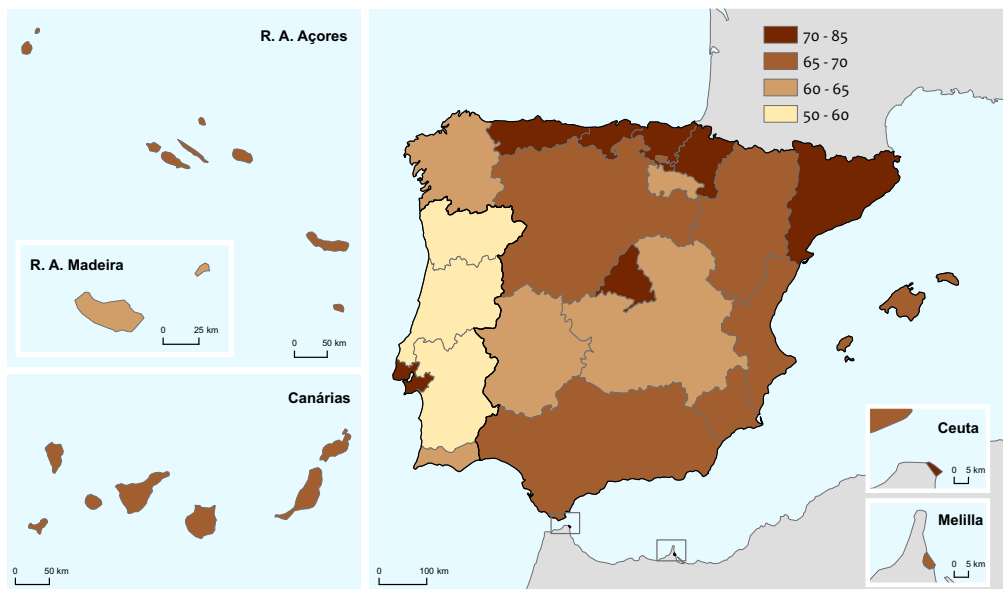 R. A. Açores
R. A. Madeira
0 25 km
0 50 km
Canárias
0 50 km
70 - 85
65 - 70
60 - 65
50 - 60
0 100 km
Ceuta
0 5 km
Melilla
0 5 km